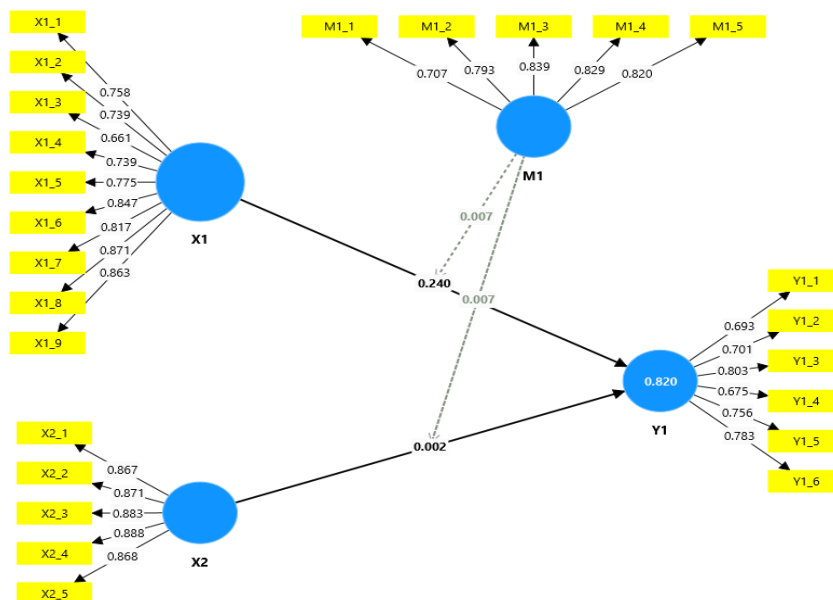 X1_1
X1_2
X1_3
X1_4
X1_5
X1_6
X1_7
X1_8
X1_9
0.758
0.739
0.661
0.739
0.775
0.847
0.817
0.871
0.863
X1
M1_1
M1_2
M1_3
M1_4
M1_5
0.707
0.793
0.839
0.829
0.820
M1
0.007
0.240
0.007
0.002
X2_1
X2_2
X2_3
X2_4
X2_5
0.867
0.871
0.883
0.888
0.868
X2
0.820
Y1
0.693
0.701
0.803
0.675
0.756
0.783
Y1_1
Y1_2
Y1_3
Y1_4
Y1_5
Y1_6